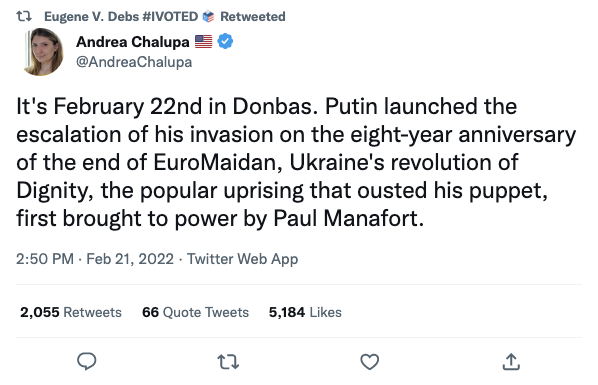 Eugene V. Debs #IVOTED 🗳 Retweeted
Andrea Chalupa 🇺🇸
@AndreaChalupa
It's February 22nd in Donbas. Putin launched the
escalation of his invasion on the eight-year anniversary
of the end of EuroMaidan, Ukraine's revolution of
Dignity, the popular uprising that ousted his puppet,
first brought to power by Paul Manafort.
2:50 PM · Feb 21, 2022 · Twitter Web App
2,055 Retweets 66 Quote Tweets 5,184 Likes